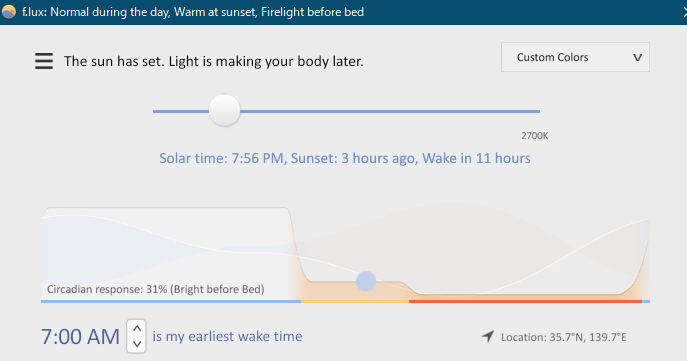 f.lux: Normal during the day, Warm at sunset, Firelight before bed
The sun has set. Light is making your body later.
Custom Colors
2700K
Solar time: 7:56 PM, Sunset: 3 hours ago, Wake in 11 hours
Circadian response: 31% (Bright before Bed)
7:00 AM is my earliest wake time
Location: 35.7°N, 139.7°E